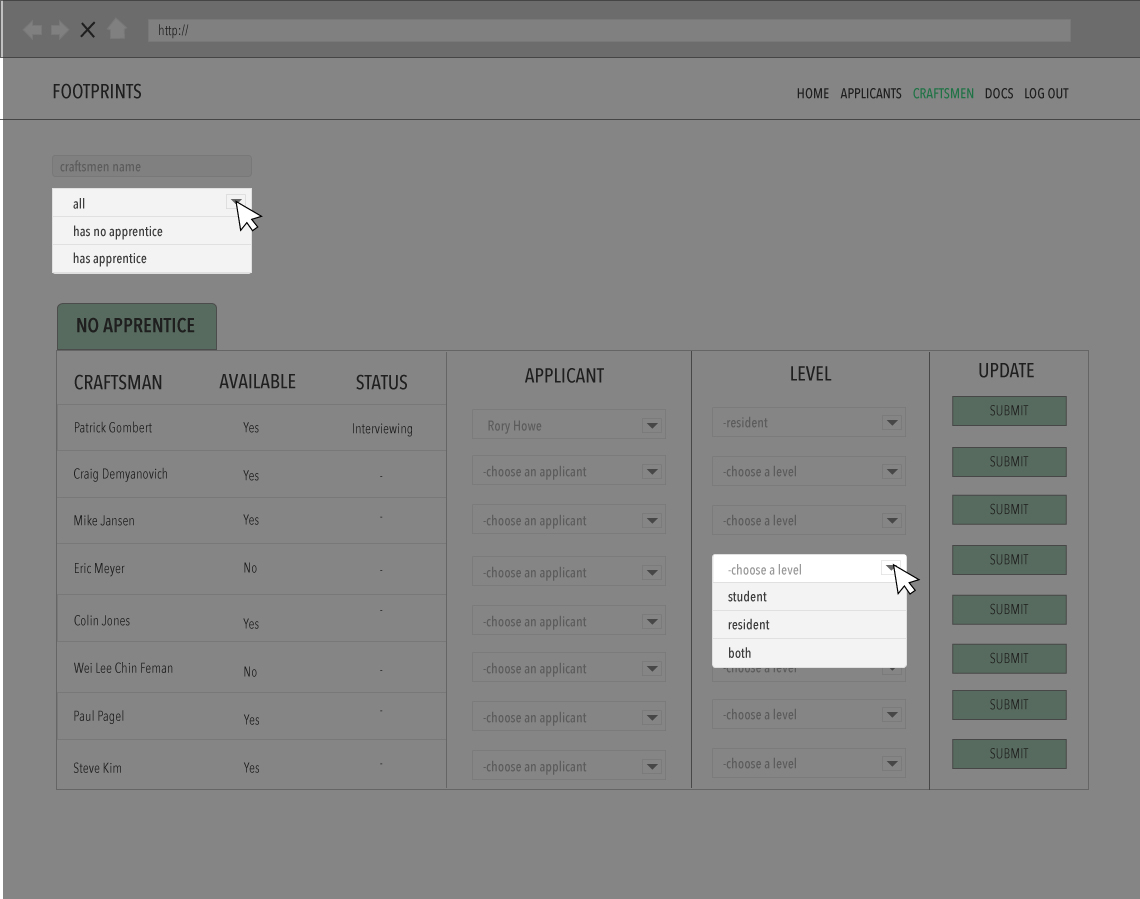 http://
FOOTPRINTS
HOME APPLICANTS CRAFTSMEN DOCS LOG OUT
craftsmen name
all
has no apprentice
has apprentice
NO APPRENTICE
CRAFTSMAN AVAILABLE STATUS APPLICANT LEVEL UPDATE
Patrick Gombert Yes Interviewing Rory Howe -resident SUBMIT
Craig Demyanovich Yes - -choose an applicant -choose a level SUBMIT
Mike Jansen Yes - -choose an applicant -choose a level SUBMIT
Eric Meyer No - -choose an applicant -choose a level SUBMIT
student
Colin Jones Yes - -choose an applicant resident SUBMIT
both
Wei Lee Chin Feman No - -choose an applicant -choose a level SUBMIT
Paul Pagel Yes - -choose an applicant -choose a level SUBMIT
Steve Kim Yes - -choose an applicant -choose a level SUBMIT